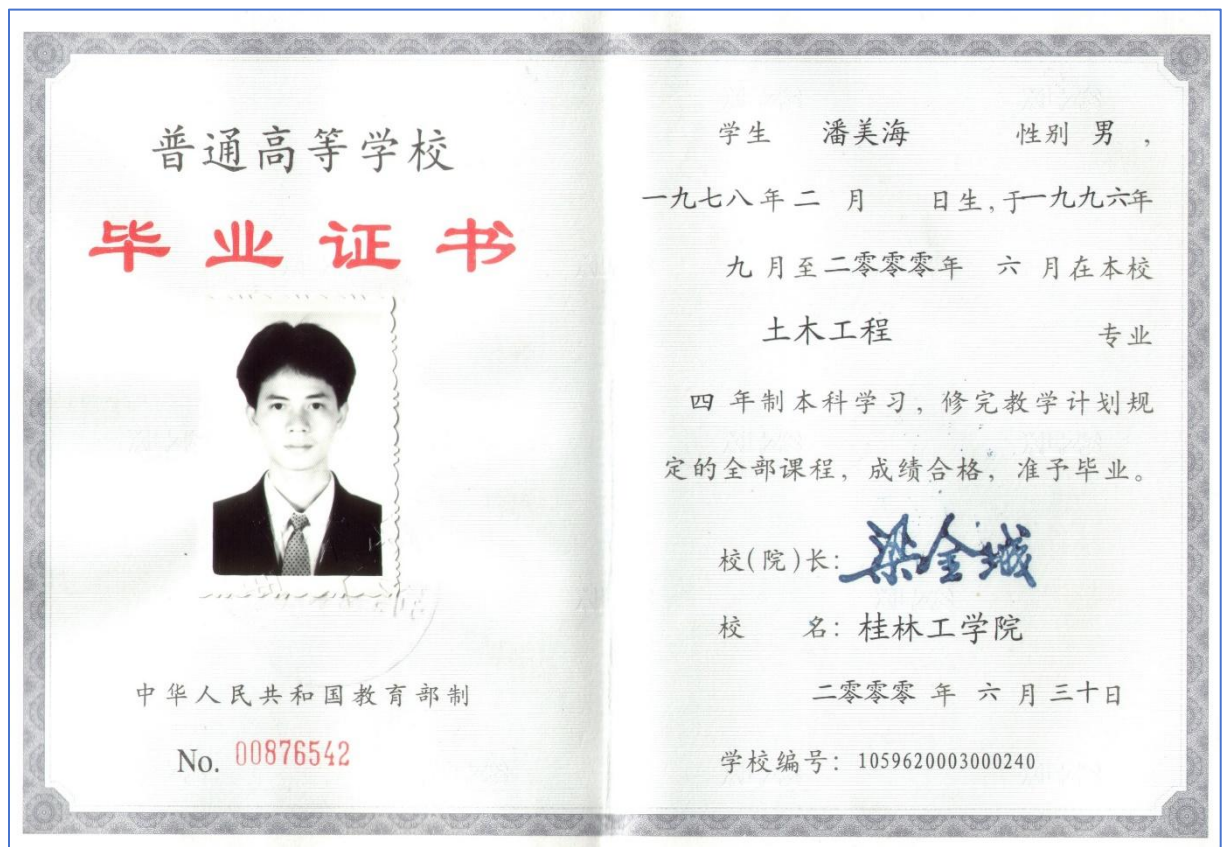 普通高等学校
毕业证书
中华人民共和国教育部制
No. 00876542
学生 潘美海 性别 男 ,
一九七八年二 月 日生,于一九九六年
九 月至二零零零年 六 月在本校
土木工程 专业
四 年制本科学习,修完教学计划规
定的全部课程,成绩合格,准予毕业。
校(院)长:梁金城
校 名:桂林工学院
二零零零 年 六 月三十日
学校编号:1059620003000240